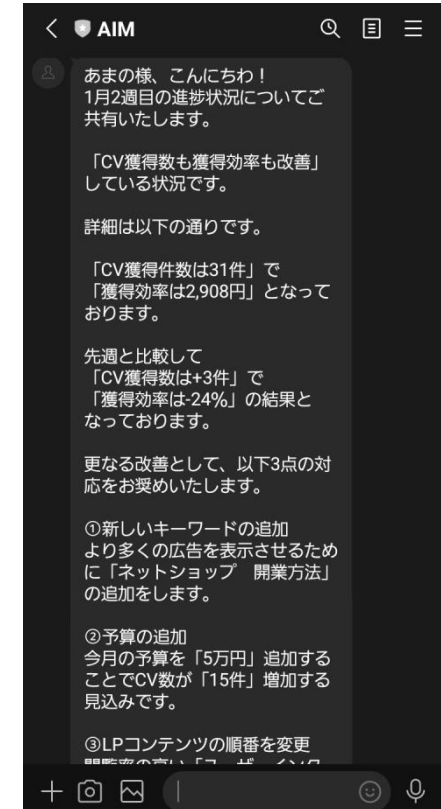 AIM
あまの様、こんにちわ！
1月2週目の進捗状況についてご
共有いたします。
「CV獲得数も獲得効率も改善」
している状況です。
詳細は以下の通りです。
「CV獲得件数は31件」で
「獲得効率は2,908円」となって
おります。
先週と比較して
「CV獲得数は+3件」で
「獲得効率は-24%」の結果と
なっております。
更なる改善として、以下3点の対
応をお奨めいたします。
①新しいキーワードの追加
より多くの広告を表示させるため
に「ネットショップ　開業方法」
の追加をします。
②予算の追加
今月の予算を「5万円」追加する
ことでCV数が「15件」増加する
見込みです。
③LPコンテンツの順番を変更